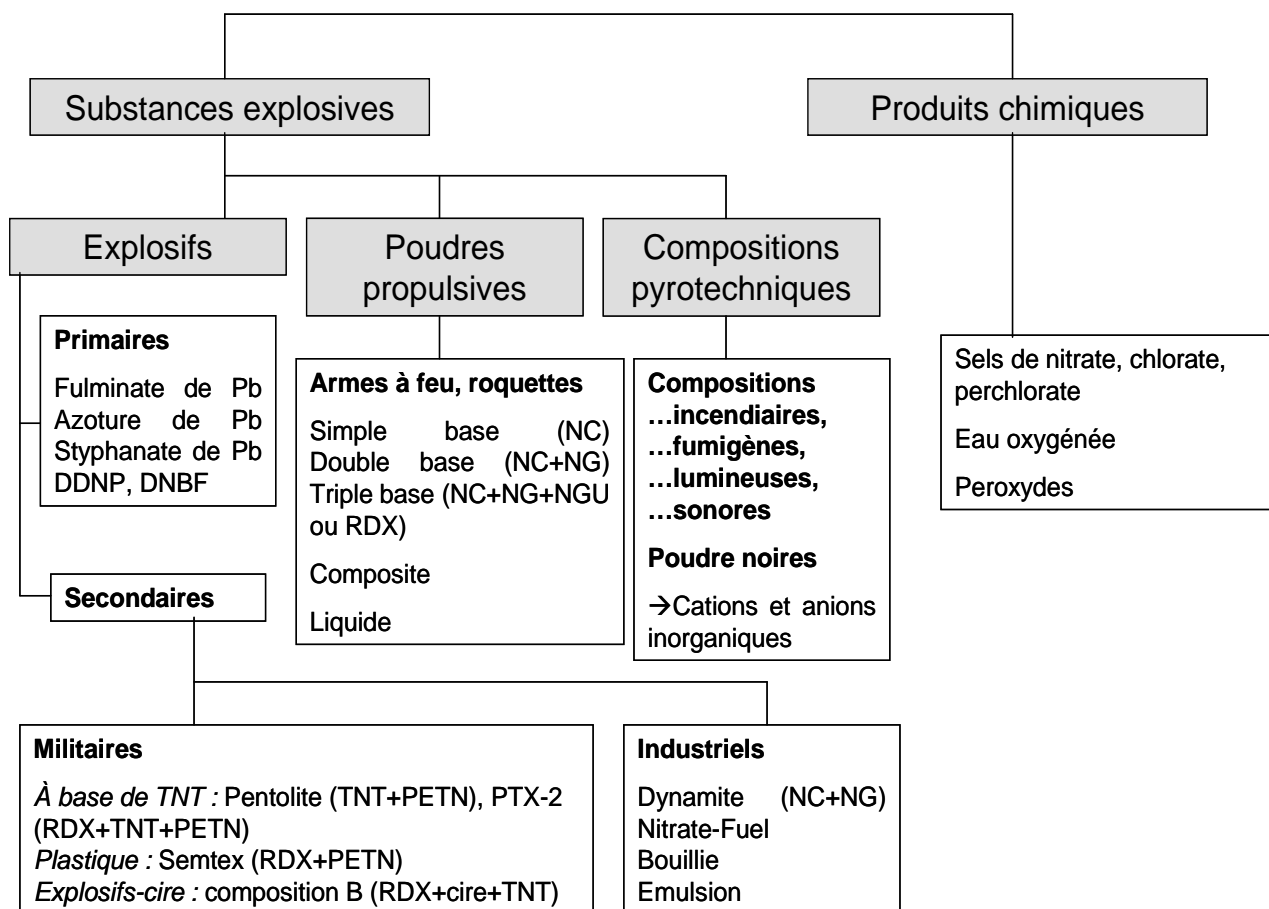 Substances explosives
Produits chimiques
Explosifs
Poudres
propulsives
Compositions
pyrotechniques
Primaires
Fulminate de Pb
Azoture de Pb
Styphanate de Pb
DDNP, DNBF
Armes à feu, roquettes
Simple base (NC)
Double base (NC+NG)
Triple base (NC+NG+NGU
ou RDX)
Composite
Liquide
Compositions
…incendiaires,
…fumigènes,
…lumineuses,
…sonores
Poudre noires
→Cations et anions
inorganiques
Sels de nitrate, chlorate,
perchlorate
Eau oxygénée
Peroxydes
Secondaires
Militaires
À base de TNT : Pentolite (TNT+PETN), PTX-2
(RDX+TNT+PETN)
Plastique : Semtex (RDX+PETN)
Explosifs-cire : composition B (RDX+cire+TNT)
Industriels
Dynamite (NC+NG)
Nitrate-Fuel
Bouillie
Emulsion